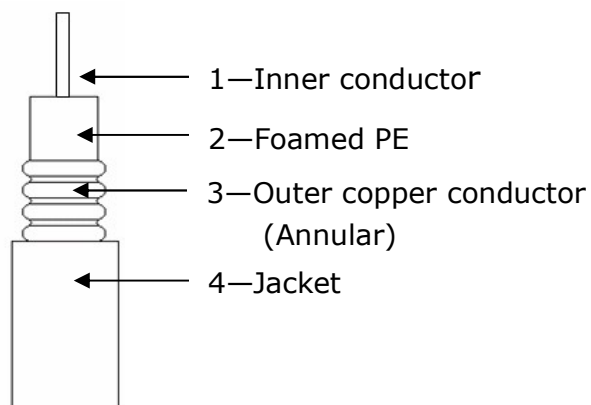 1—Inner conductor
2—Foamed PE
3—Outer copper conductor
(Annular)
4—Jacket